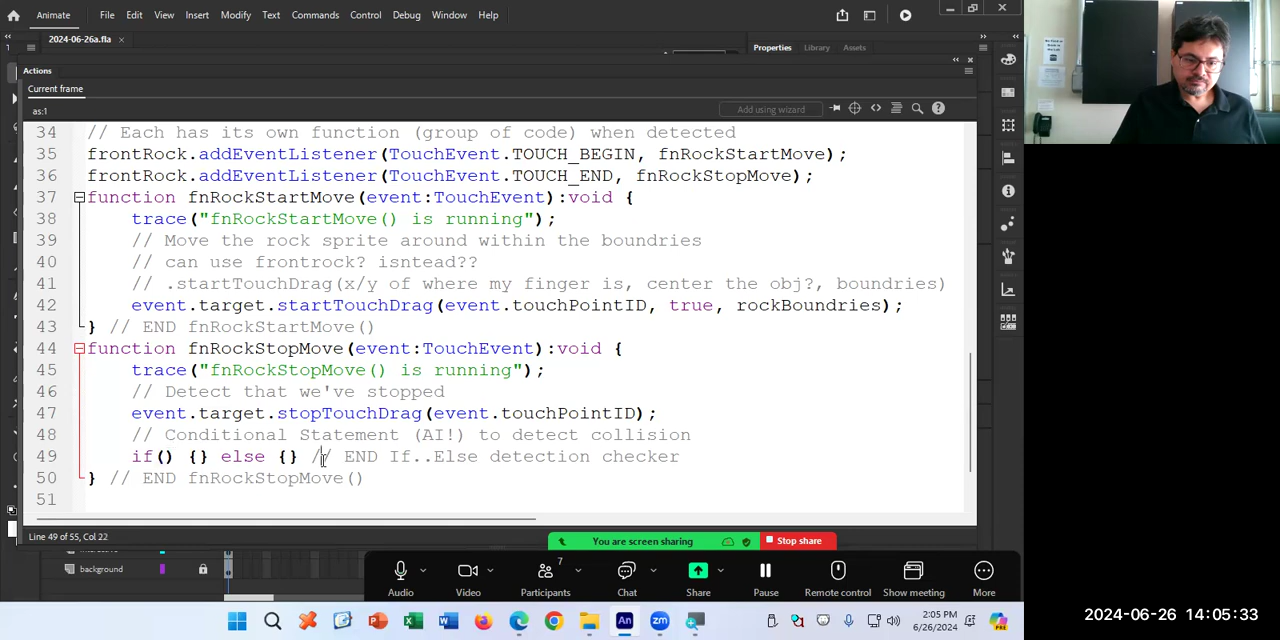 Animate File Edit View Insert Modify Text Commands Control Debug Window Help
2024-06-26a.fla
Properties Library Assets
Actions
Current frame
as:1
Add using wizard
34 // Each has its own function (group of code) when detected
35 frontRock.addEventListener(TouchEvent.TOUCH_BEGIN, fnRockStartMove);
36 frontRock.addEventListener(TouchEvent.TOUCH_END, fnRockStopMove);
37 function fnRockStartMove(event:TouchEvent):void {
38 trace("fnRockStartMove() is running");
39 // Move the rock sprite around within the boundries
40 // can use frontrock? isntead??
41 // .startTouchDrag(x/y of where my finger is, center the obj?, boundries)
42 event.target.startTouchDrag(event.touchPointID, true, rockBoundries);
43 } // END fnRockStartMove()
44 function fnRockStopMove(event:TouchEvent):void {
45 trace("fnRockStopMove() is running");
46 // Detect that we've stopped
47 event.target.stopTouchDrag(event.touchPointID);
48 // Conditional Statement (AI!) to detect collision
49 if() {} else {} // END If..Else detection checker
50 } // END fnRockStopMove()
51
Line 49 of 55, Col 22
You are screen sharing Stop share
background
7
Audio Video Participants Chat Share Pause Remote control Show meeting More
2:05 PM
6/26/2024
2024-06-26 14:05:33